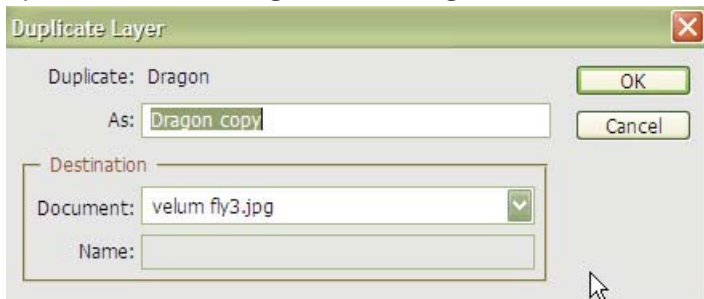 Duplicate Layer
Duplicate: Dragon
OK
As: Dragon copy
Cancel
Destination
Document: velum fly3.jpg
Name: